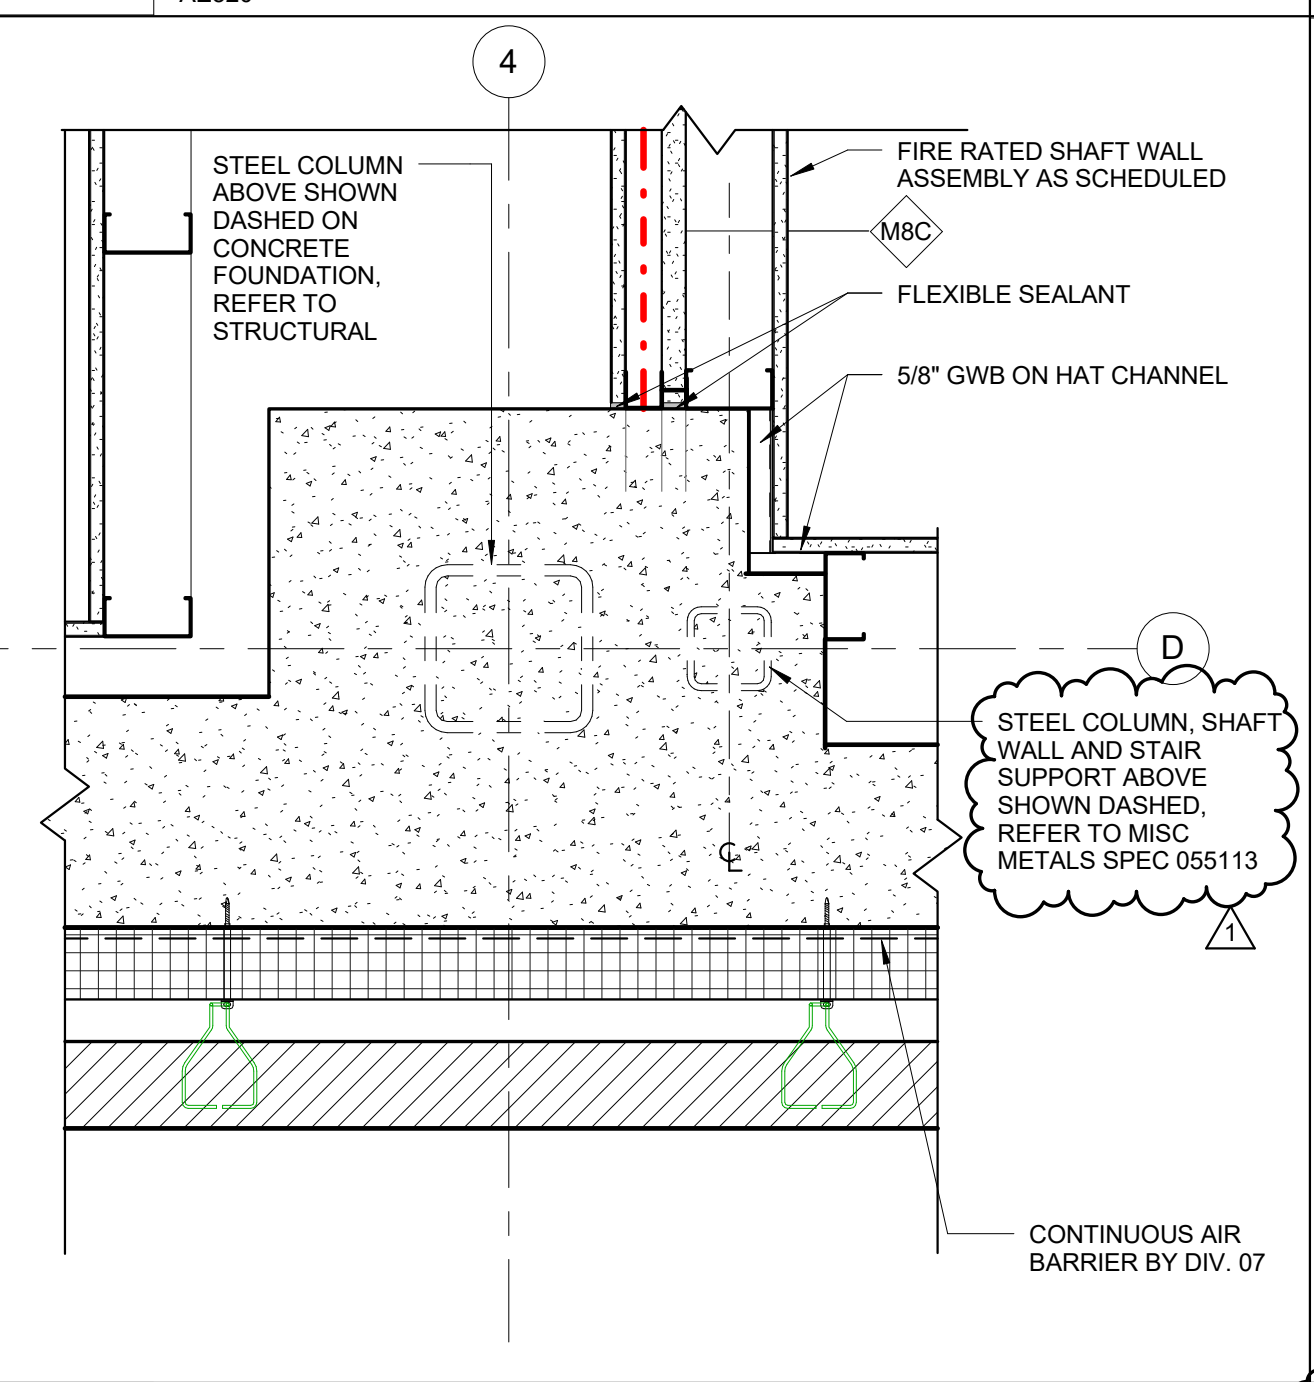 4
STEEL COLUMN
ABOVE SHOWN
DASHED ON
CONCRETE
FOUNDATION,
REFER TO
STRUCTURAL
FIRE RATED SHAFT WALL
ASSEMBLY AS SCHEDULED
M8C
FLEXIBLE SEALANT
5/8" GWB ON HAT CHANNEL
D
STEEL COLUMN, SHAFT
WALL AND STAIR
SUPPORT ABOVE
SHOWN DASHED,
REFER TO MISC
METALS SPEC 055113
1
CL
CONTINUOUS AIR
BARRIER BY DIV. 07